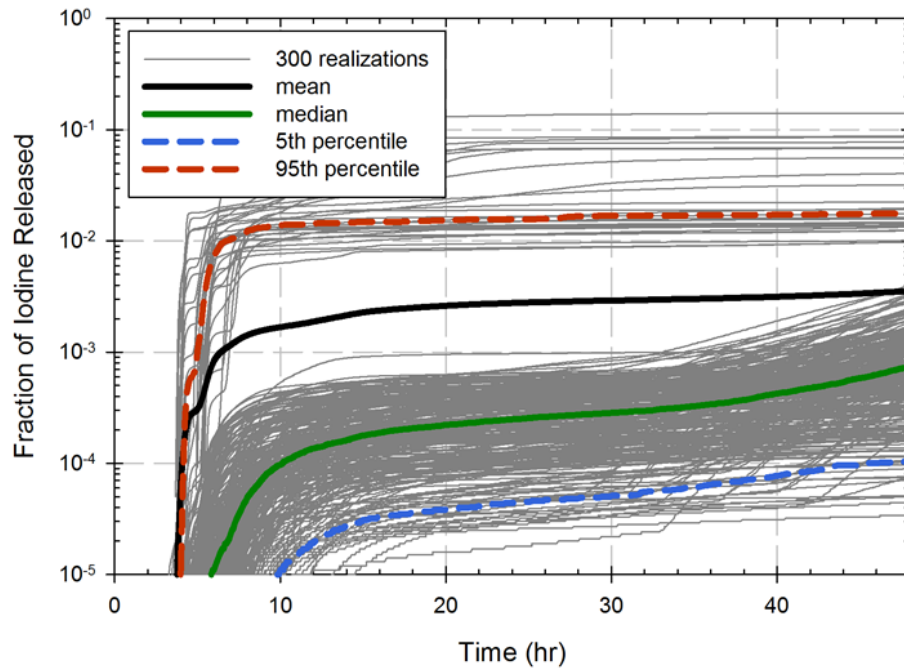 10⁰
10⁻¹
10⁻²
10⁻³
10⁻⁴
10⁻⁵
Fraction of Iodine Released
300 realizations
mean
median
5th percentile
95th percentile
0 10 20 30 40
Time (hr)